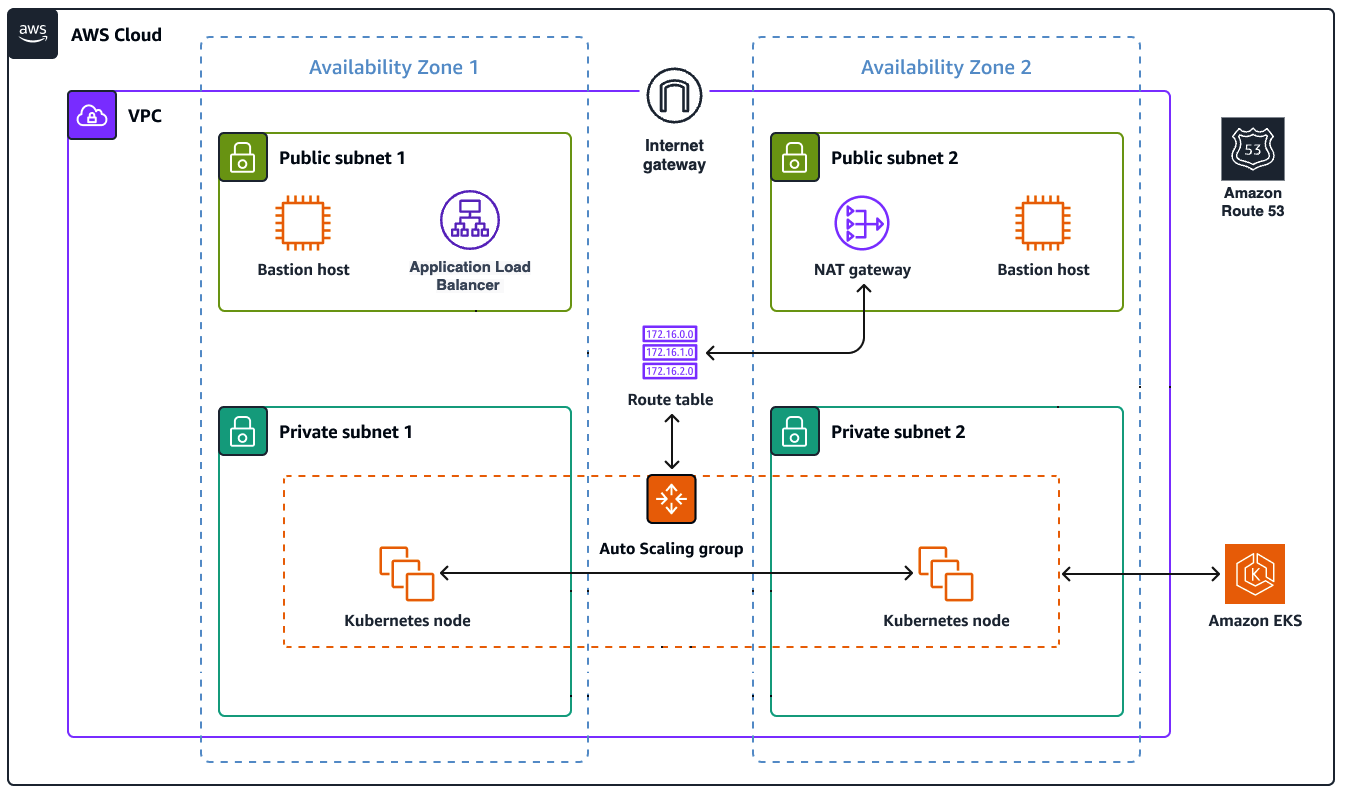 aws
AWS Cloud
Availability Zone 1
Availability Zone 2
VPC
Internet
gateway
Public subnet 1
Public subnet 2
53
Amazon
Route 53
Bastion host
Application Load
Balancer
NAT gateway
Bastion host
172.16.0.0
172.16.1.0
172.16.2.0
Route table
Private subnet 1
Private subnet 2
Auto Scaling group
Kubernetes node
Kubernetes node
K
Amazon EKS